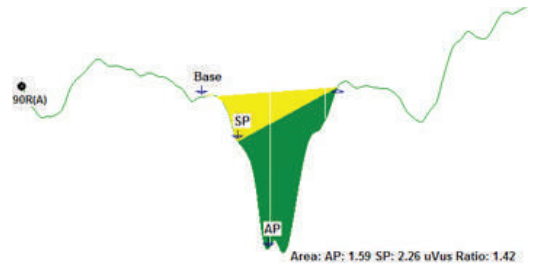 Base
90R(A)
SP
AP
Area: AP: 1.59 SP: 2.26 uVus Ratio: 1.42